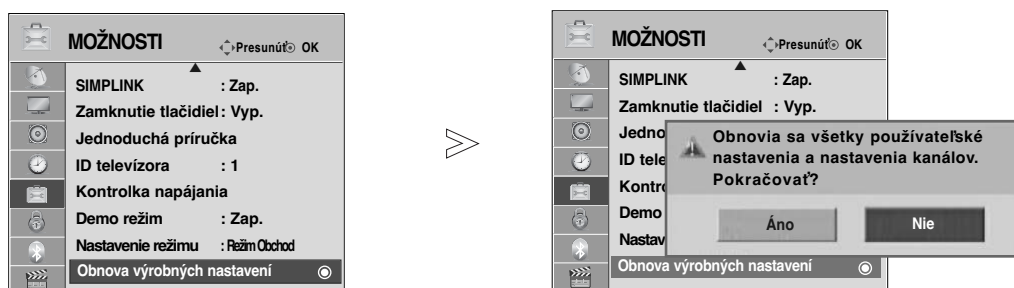 MOŽNOSTI
Presunúť OK
SIMPLINK : Zap.
Zamknutie tlačidiel : Vyp.
Jednoduchá príručka
ID televízora : 1
Kontrolka napájania
Demo režim : Zap.
Nastavenie režimu : Režim Obchod
Obnova výrobných nastavení
MOŽNOSTI
Presunúť OK
SIMPLINK : Zap.
Zamknutie tlačidiel : Vyp.
Jedno
ID tele
Kontro
Demo
Nastav
Obnova výrobných nastavení
Obnovia sa všetky používateľské
nastavenia a nastavenia kanálov.
Pokračovať?
Áno Nie